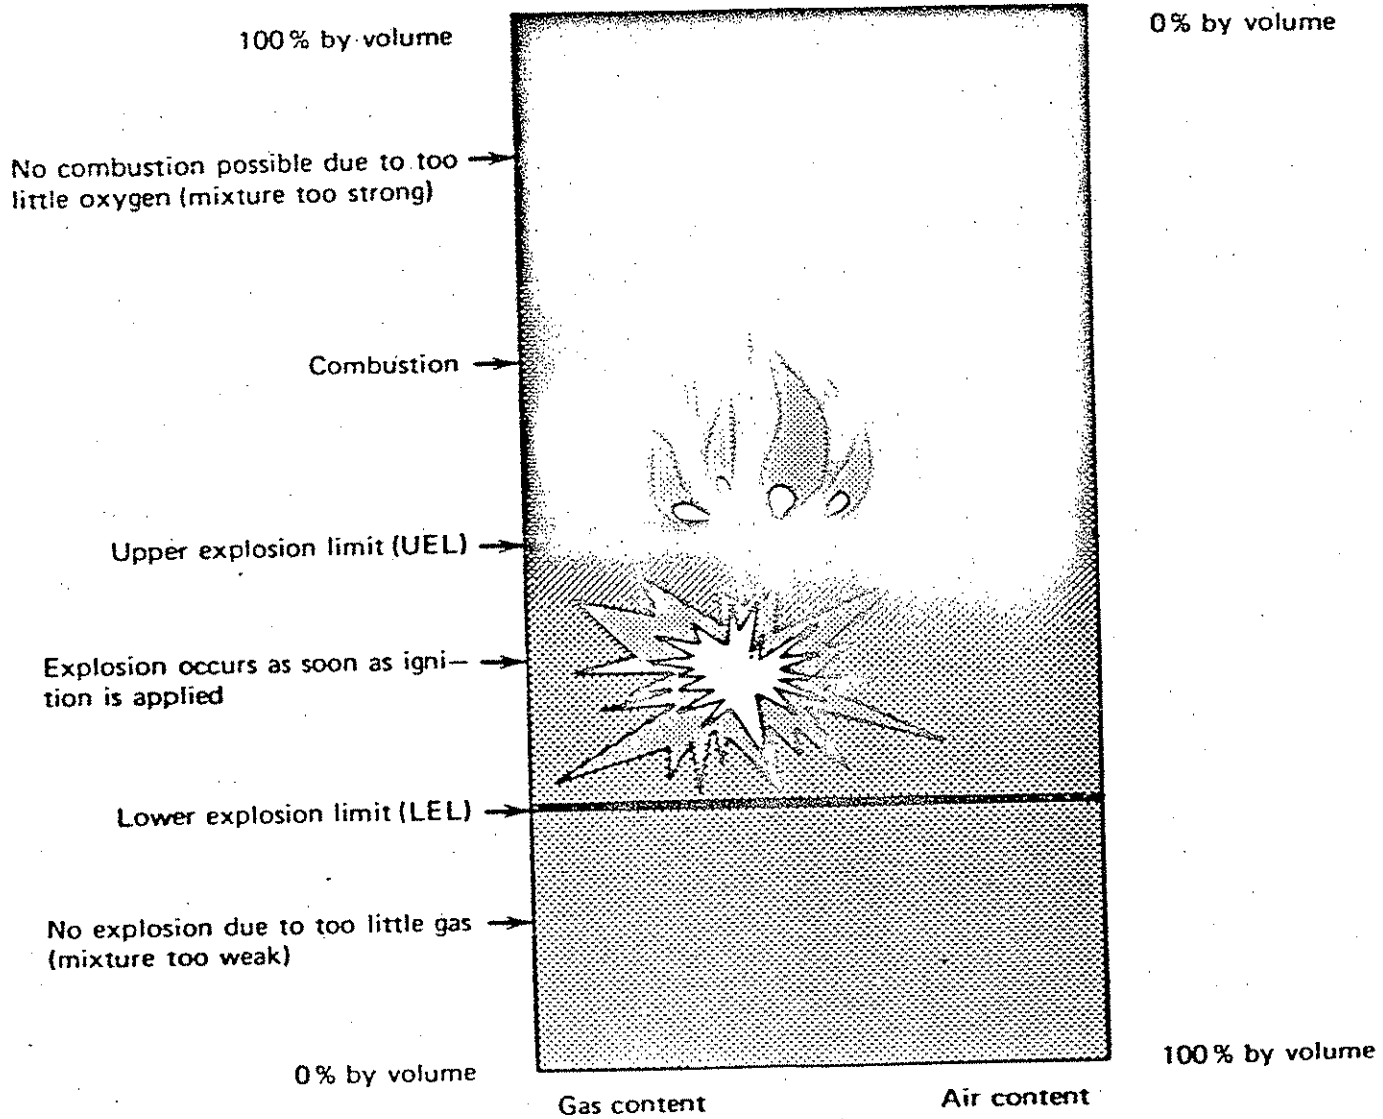 100% by volume
0% by volume
No combustion possible due to too
little oxygen (mixture too strong)
Combustion
Upper explosion limit (UEL)
Explosion occurs as soon as igni–
tion is applied
Lower explosion limit (LEL)
No explosion due to too little gas
(mixture too weak)
0% by volume
100% by volume
Gas content
Air content